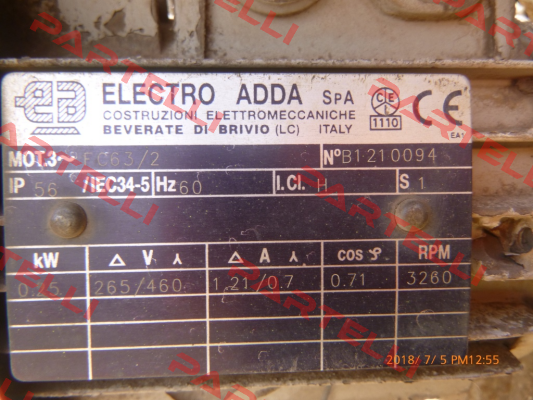 ELECTRO ADDA SpA
COSTRUZIONI ELETTROMECCANICHE
BEVERATE DI BRIVIO (LC) ITALY
CE
1110
CE
EA1
MOT.3~ FC63/2 N°B1210094
IP 56 /IEC34-5 Hz 60 I.Cl. H S 1
kW Δ V λ Δ A λ cos φ RPM
0.25 265/460 1.21/0.7 0.71 3260
2018/ 7/ 5 PM12:55
PARTELLI
PARTELLI
PARTELLI
PARTELLI
PARTELLI